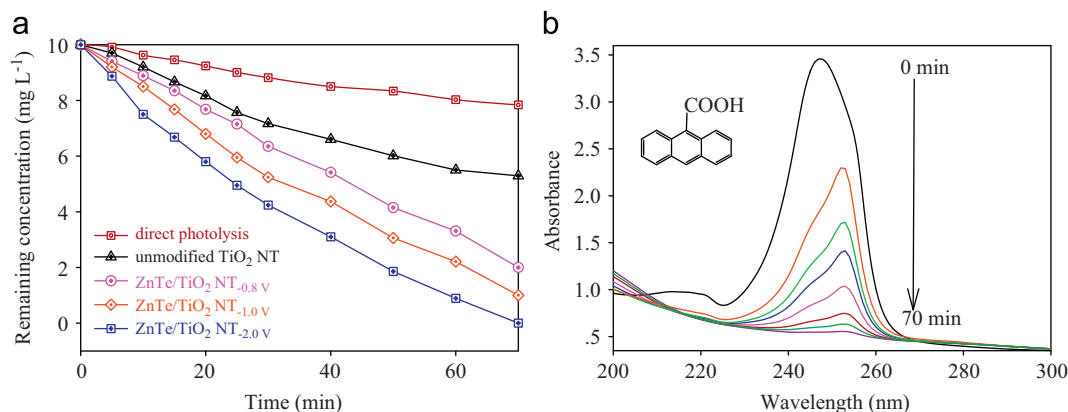 a
Remaining concentration (mg L⁻¹)
10
8
6
4
2
0
direct photolysis
unmodified TiO₂ NT
ZnTe/TiO₂ NT₋₀.₈ V
ZnTe/TiO₂ NT₋₁.₀ V
ZnTe/TiO₂ NT₋₂.₀ V
0 20 40 60
Time (min)
b
Absorbance
3.5
3.0
2.5
2.0
1.5
1.0
.5
COOH
0 min
70 min
200 220 240 260 280 300
Wavelength (nm)